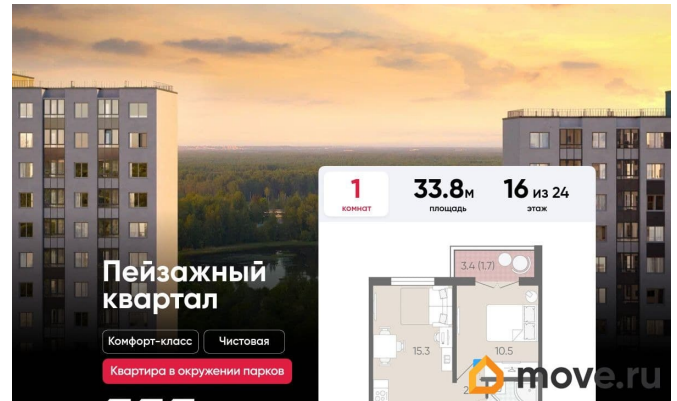 1
комнат
33.8м
площадь
16 из 24
этаж
Пейзажный
квартал
Комфорт-класс
Чистовая
Квартира в окружении парков
3.4 (1.7)
15.3
10.5
move.ru